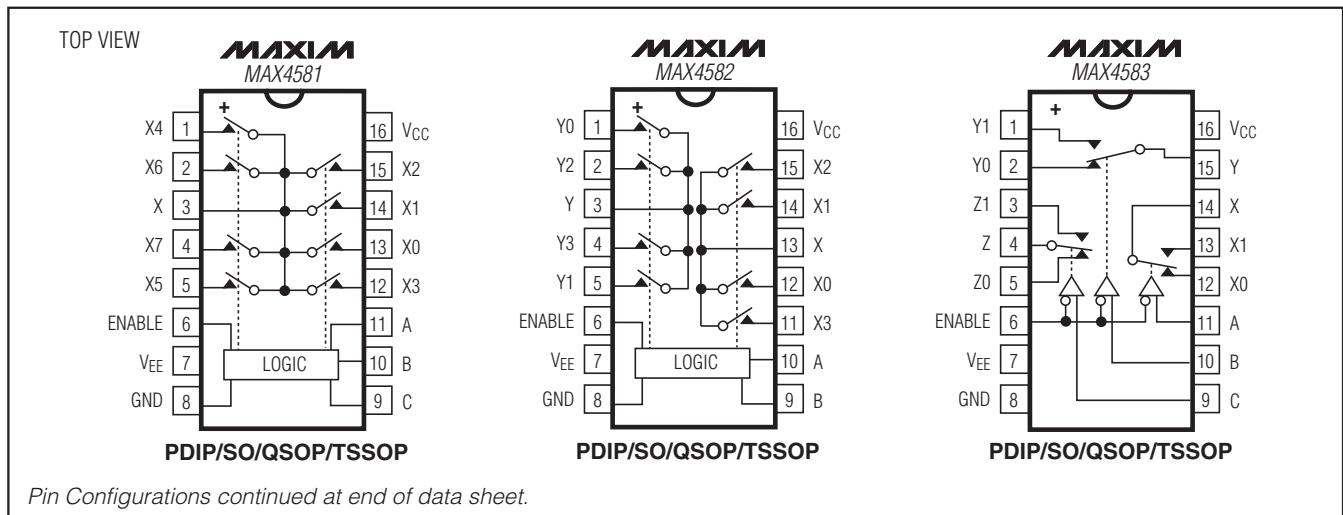 TOP VIEW
MAXIM
MAX4581
+
X4 1
16 VCC
X6 2
15 X2
X 3
14 X1
X7 4
13 X0
X5 5
12 X3
ENABLE 6
11 A
VEE 7
10 B
GND 8
9 C
LOGIC
PDIP/SO/QSOP/TSSOP
MAXIM
MAX4582
+
Y0 1
16 VCC
Y2 2
15 X2
Y 3
14 X1
Y3 4
13 X
Y1 5
12 X0
ENABLE 6
11 X3
VEE 7
10 A
GND 8
9 B
LOGIC
PDIP/SO/QSOP/TSSOP
MAXIM
MAX4583
+
Y1 1
16 VCC
Y0 2
15 Y
Z1 3
14 X
Z 4
13 X1
Z0 5
12 X0
ENABLE 6
11 A
VEE 7
10 B
GND 8
9 C
PDIP/SO/QSOP/TSSOP
Pin Configurations continued at end of data sheet.